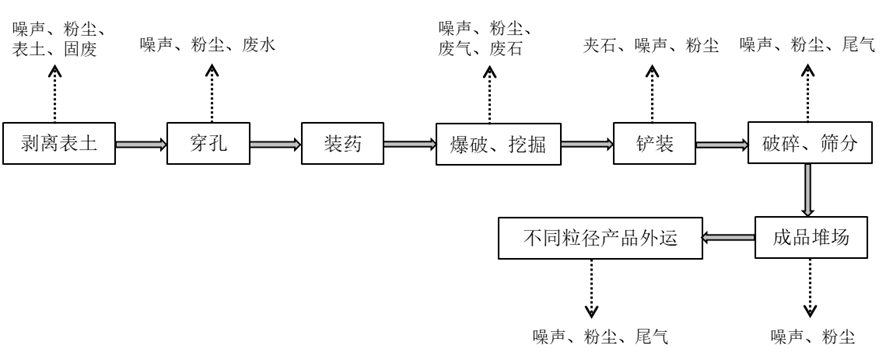 噪声、粉尘、
表土、固废
噪声、粉尘、废水
噪声、粉尘、
废气、废石
夹石、噪声、粉尘
噪声、粉尘、尾气
剥离表土
穿孔
装药
爆破、挖掘
铲装
破碎、筛分
不同粒径产品外运
成品堆场
噪声、粉尘、尾气
噪声、粉尘